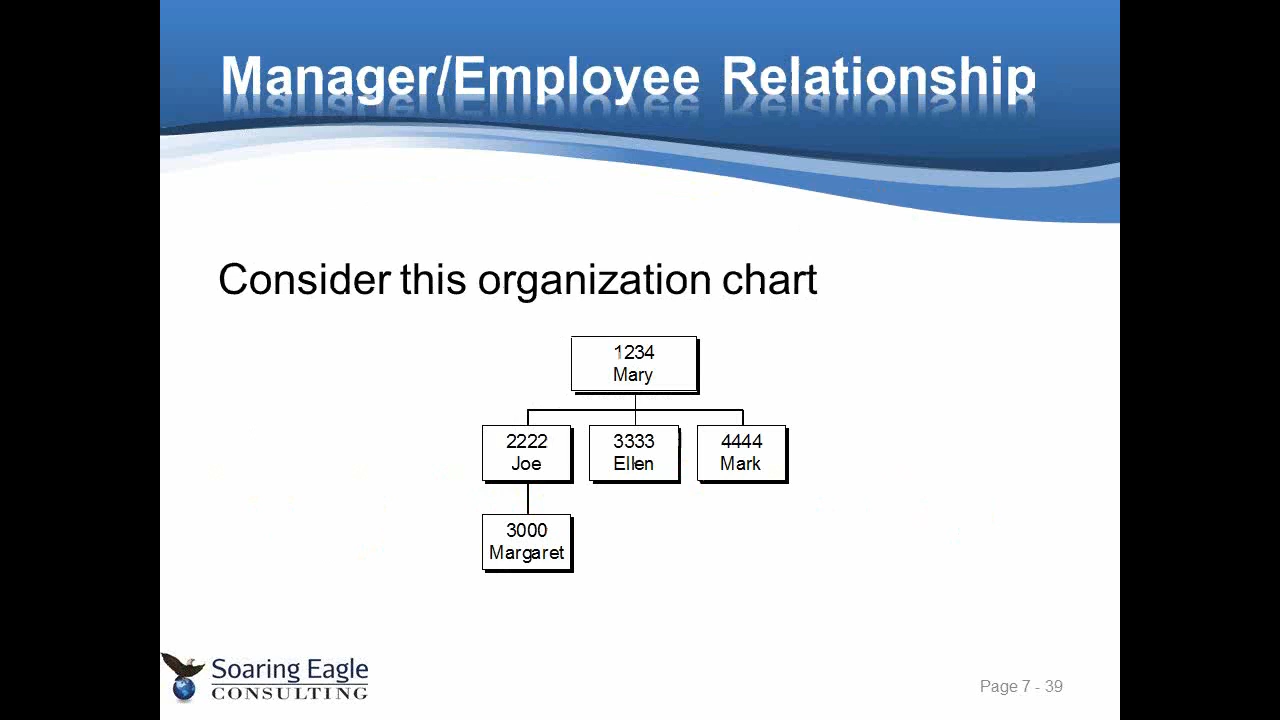 Manager/Employee Relationship
Consider this organization chart
1234
Mary
2222
Joe
3333
Ellen
4444
Mark
3000
Margaret
Soaring Eagle
CONSULTING
Page 7 - 39